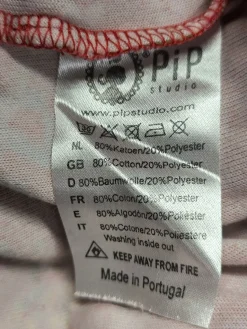 PiP
studio
www.pipstudio.com
NL 80%Katoen/20%Polyester
GB 80%Cotton/20%Polyester
D 80%Baumwolle/20%Polyester
FR 80%Coton/20%Polyester
E 80%Algodón/20%Poliéster
IT 80%Cotone/20%Poliestere
Washing inside out
KEEP AWAY FROM FIRE
Made in Portugal